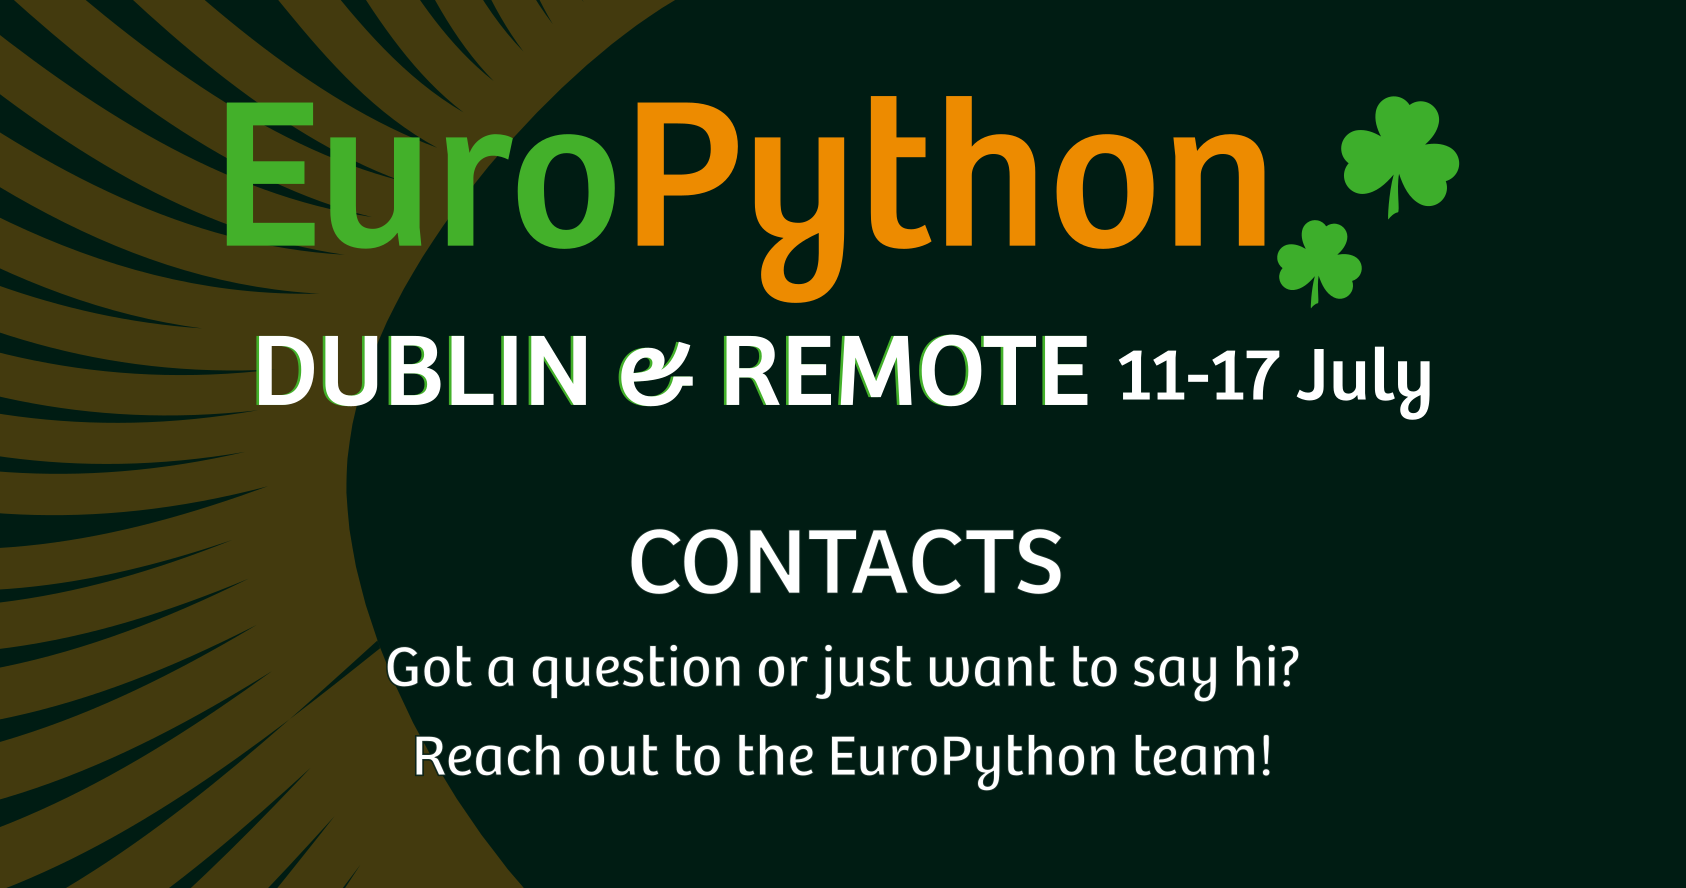 EuroPython
DUBLIN & REMOTE 11-17 July
CONTACTS
Got a question or just want to say hi?
Reach out to the EuroPython team!